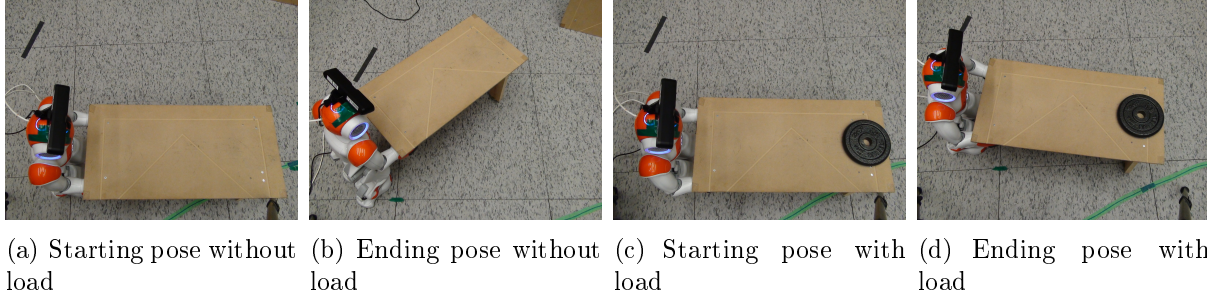 (a) Starting pose without
load
(b) Ending pose without
load
(c) Starting pose with
load
(d) Ending pose with
load